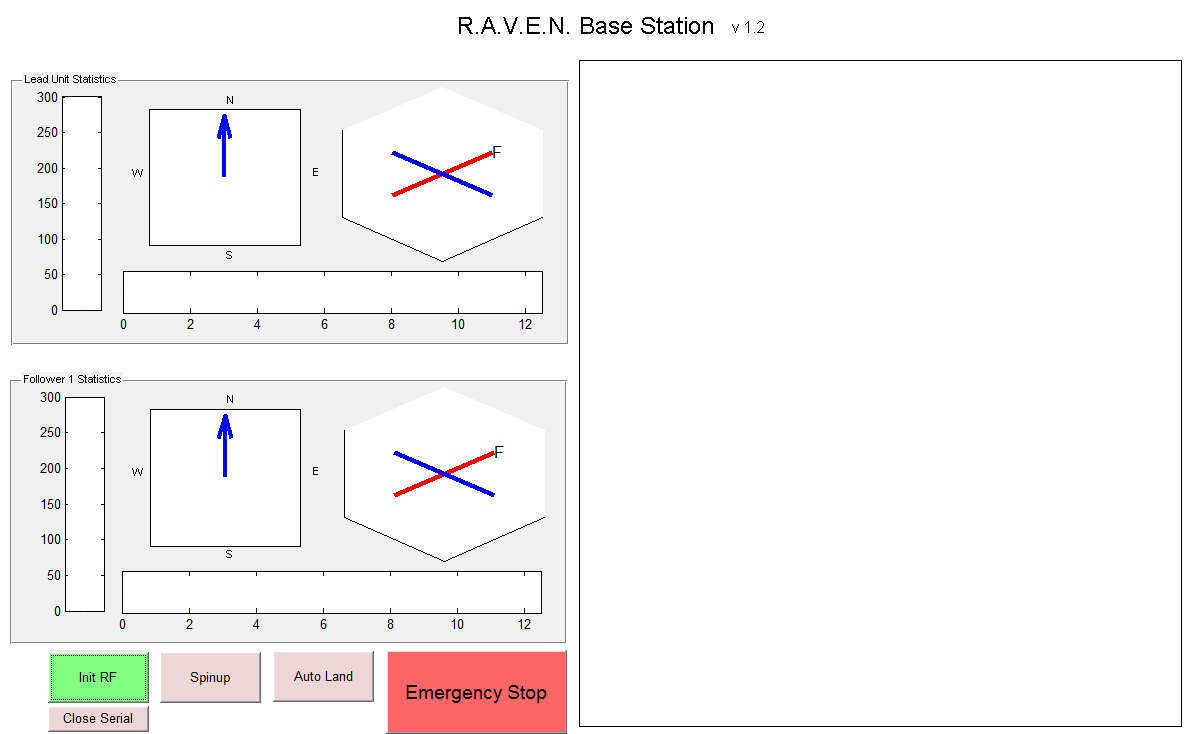 R.A.V.E.N. Base Station v 1.2
Lead Unit Statistics
300
250
200
150
100
50
0
N
W
E
S
F
0 2 4 6 8 10 12
Follower 1 Statistics
300
250
200
150
100
50
0
N
W
E
S
F
0 2 4 6 8 10 12
Init RF
Spinup
Auto Land
Emergency Stop
Close Serial